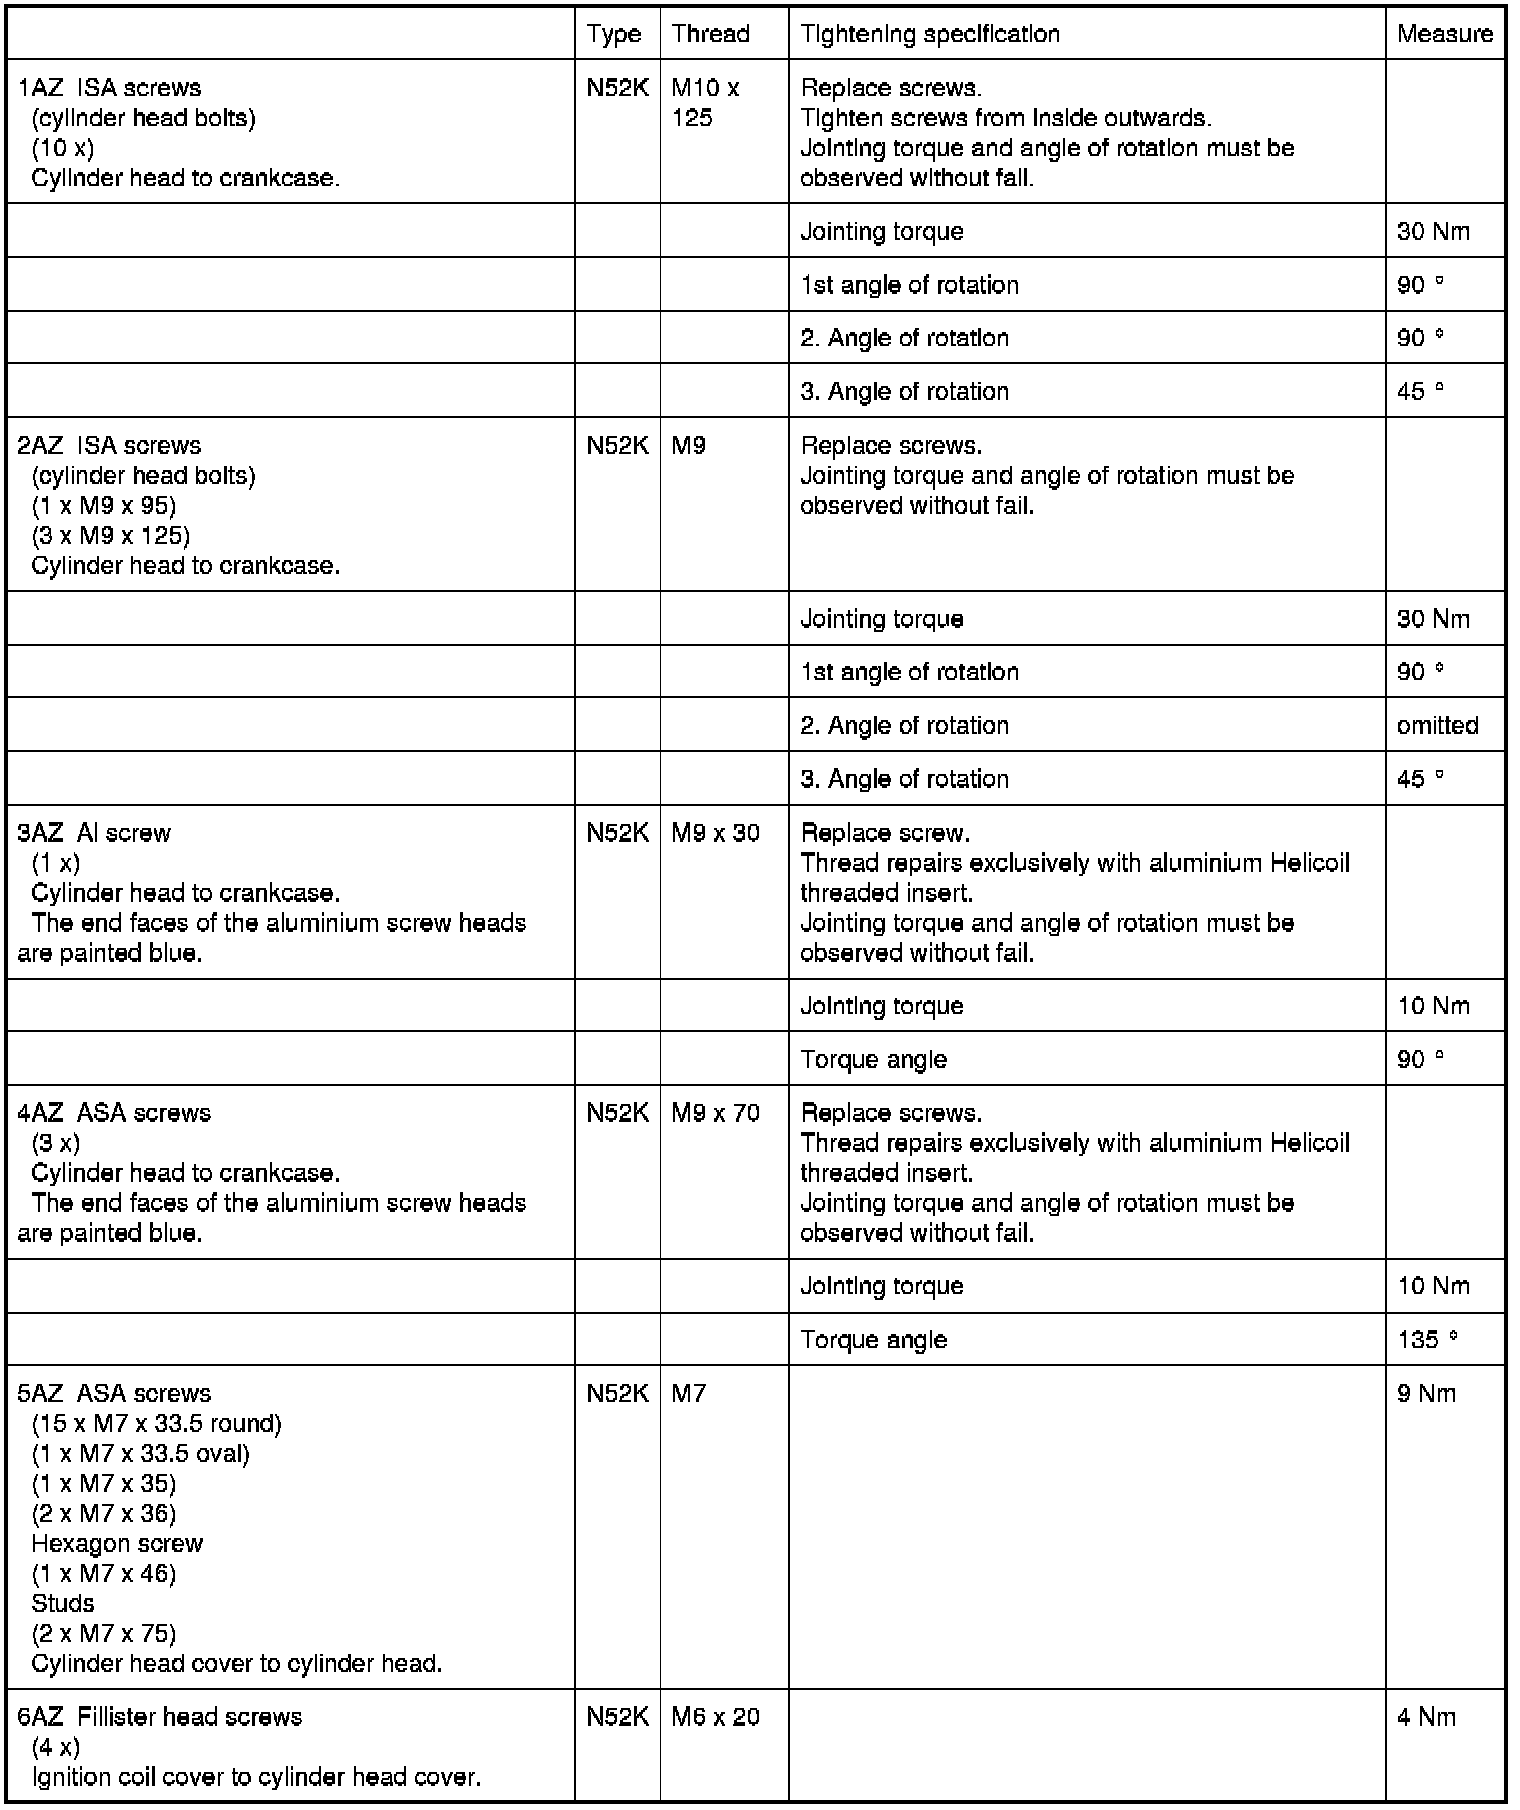 Type Thread Tightening specification Measure
1AZ ISA screws N52K M10 x Replace screws.
(cylinder head bolts) 125 Tighten screws from inside outwards.
(10 x) Jointing torque and angle of rotation must be
Cylinder head to crankcase. observed without fail.
Jointing torque 30 Nm
1st angle of rotation 90 °
2. Angle of rotation 90 °
3. Angle of rotation 45 °
2AZ ISA screws N52K M9 Replace screws.
(cylinder head bolts) Jointing torque and angle of rotation must be
(1 x M9 x 95) observed without fail.
(3 x M9 x 125)
Cylinder head to crankcase.
Jointing torque 30 Nm
1st angle of rotation 90 °
2. Angle of rotation omitted
3. Angle of rotation 45 °
3AZ Al screw N52K M9 x 30 Replace screw.
(1 x) Thread repairs exclusively with aluminium Helicoil
Cylinder head to crankcase. threaded insert.
The end faces of the aluminium screw heads Jointing torque and angle of rotation must be
are painted blue. observed without fail.
Jointing torque 10 Nm
Torque angle 90 °
4AZ ASA screws N52K M9 x 70 Replace screws.
(3 x) Thread repairs exclusively with aluminium Helicoil
Cylinder head to crankcase. threaded insert.
The end faces of the aluminium screw heads Jointing torque and angle of rotation must be
are painted blue. observed without fail.
Jointing torque 10 Nm
Torque angle 135 °
5AZ ASA screws N52K M7 9 Nm
(15 x M7 x 33.5 round)
(1 x M7 x 33.5 oval)
(1 x M7 x 35)
(2 x M7 x 36)
Hexagon screw
(1 x M7 x 46)
Studs
(2 x M7 x 75)
Cylinder head cover to cylinder head.
6AZ Fillister head screws N52K M6 x 20 4 Nm
(4 x)
Ignition coil cover to cylinder head cover.